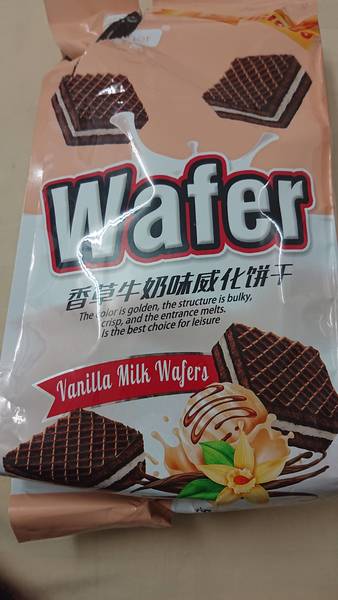 Wafer
香草牛奶味威化饼干
The color is golden, the structure is bulky,
crisp, and the entrance melts.
Is the best choice for leisure
Vanilla Milk Wafers